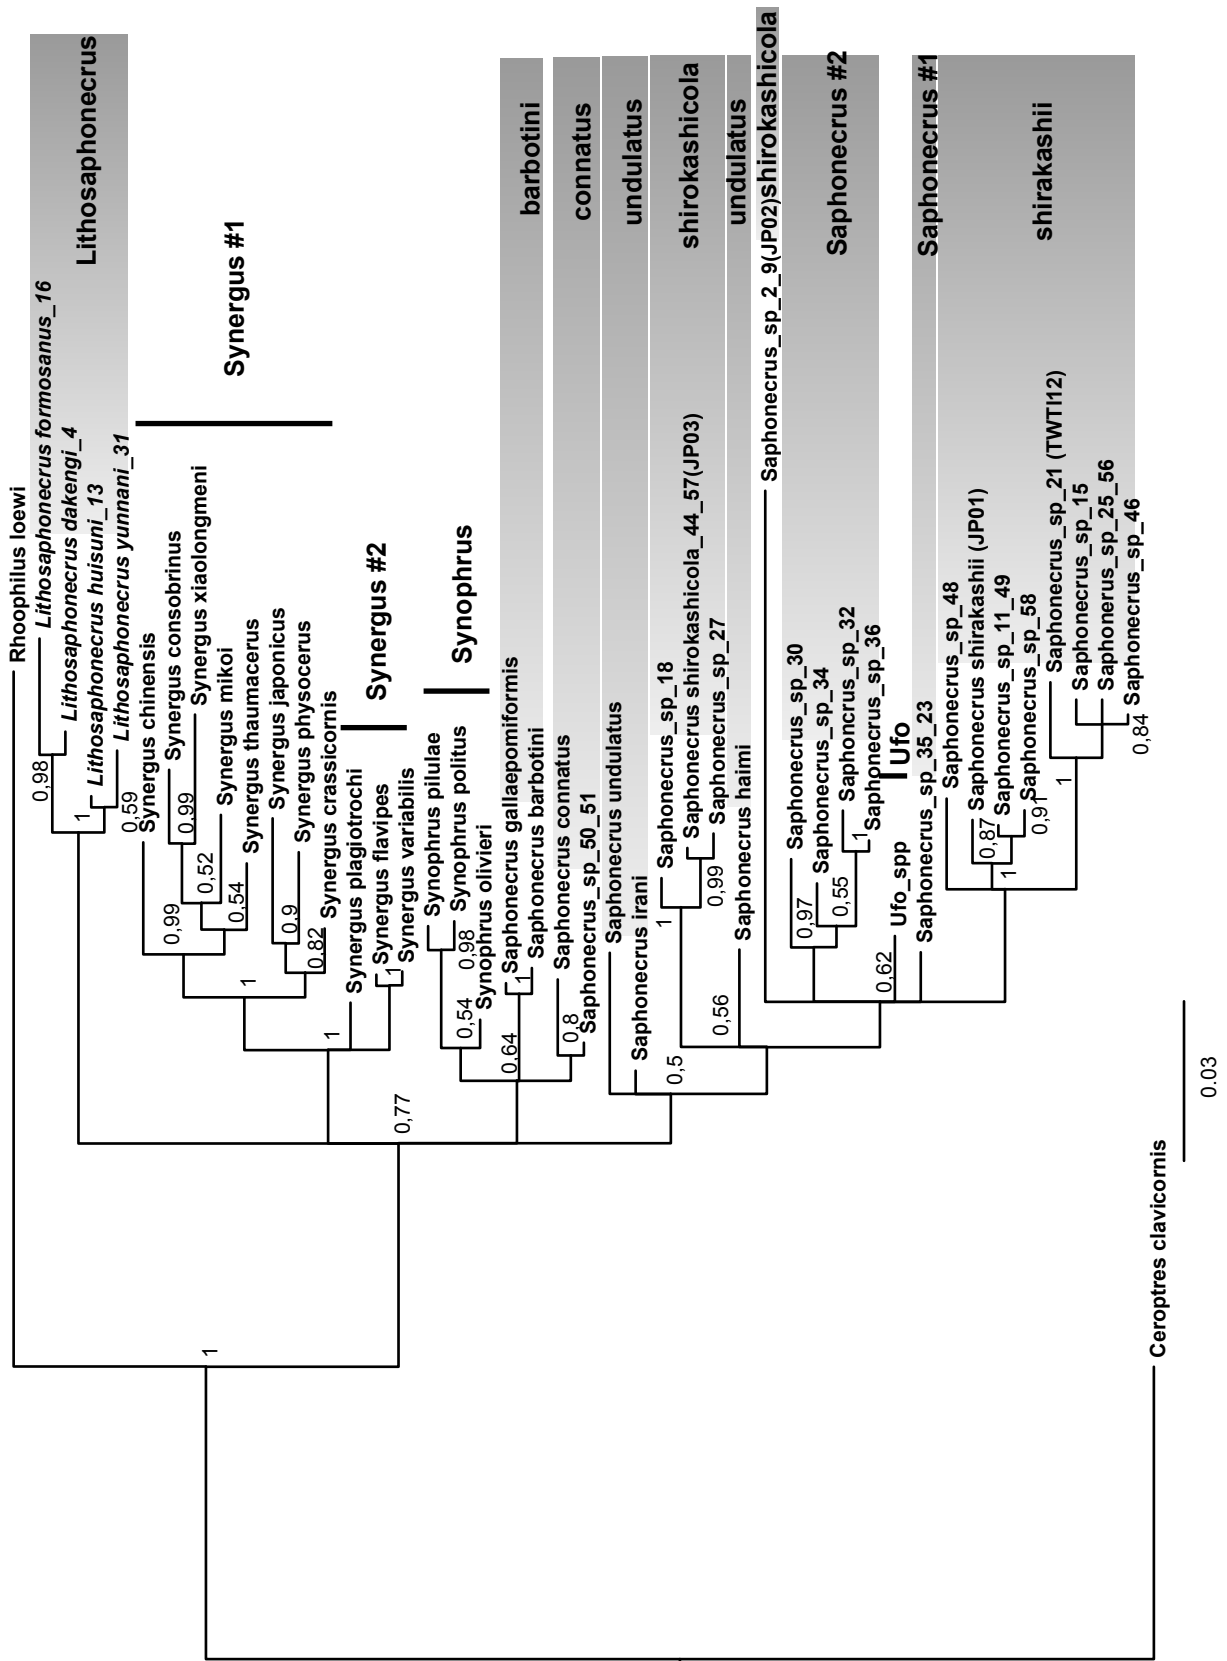 Rhoophilus loewi
Lithosaphonecrus formosanus_16
Lithosaphonecrus dakengi_4
Lithosaphonecrus huisuni_13
Lithosaphonecrus yunnani_31
Lithosaphonecrus
0,98
1
0,59
Synergus chinensis
Synergus consobrinus
Synergus xiaolongmeni
Synergus mikoi
Synergus thaumacerus
Synergus japonicus
Synergus physocerus
Synergus crassicornis
Synergus #1
0,99
0,99
0,52
0,54
0,9
0,82
1
Synergus plagiotrochi
Synergus flavipes
Synergus variabilis
Synergus #2
1
1
Synophrus pilulae
Synophrus politus
Synophrus olivieri
Synophrus
0,98
0,54
Saphonecrus gallaepomiformis
Saphonecrus barbotini
barbotini
1
0,64
Saphonecrus connatus
Saphonecrus_sp_50_51
connatus
0,8
0,77
1
Saphonecrus undulatus
Saphonecrus irani
undulatus
Saphonecrus_sp_18
Saphonecrus shirokashicola_44_57(JP03)
Saphonecrus_sp_27
shirokashicola
1
0,99
0,5
Saphonecrus haimi
undulatus
0,56
Saphonecrus_sp_2_9(JP02)shirokashicola
Saphonecrus_sp_30
Saphonecrus_sp_34
Saphoncrus_sp_32
Saphonecrus_sp_36
Saphonecrus #2
0,97
0,55
1
Ufo_spp
Ufo
0,62
Saphonecrus_sp_35_23
Saphonecrus #1
Saphonecrus_sp_48
Saphonecrus shirakashii (JP01)
Saphonecrus_sp_11_49
Saphonecrus_sp_58
Saphonecrus_sp_21 (TWTI12)
Saphonecrus_sp_15
Saphonerus_sp_25_56
Saphonecrus_sp_46
shirakashii
0,87
0,91
1
1
0,84
Ceroptres clavicornis
0.03